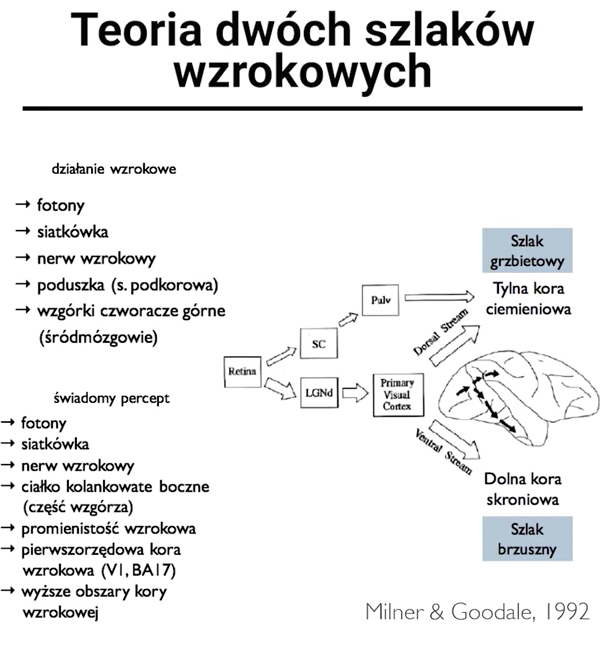 Teoria dwóch szlaków
wzrokowych
działanie wzrokowe
→ fotony
→ siatkówka
→ nerw wzrokowy
→ poduszka (s. podkorowa)
→ wzgórki czworacze górne
(śródmózgowie)
świadomy percept
→ fotony
→ siatkówka
→ nerw wzrokowy
→ ciałko kolankowate boczne
(część wzgórza)
→ promienistość wzrokowa
→ pierwszorzędowa kora
wzrokowa (V1, BA17)
→ wyższe obszary kory
wzrokowej
Retina
SC
Pulv
LGNd
Primary
Visual
Cortex
Dorsal Stream
Ventral Stream
Szlak
grzbietowy
Tylna kora
ciemieniowa
Dolna kora
skroniowa
Szlak
brzuszny
Milner & Goodale, 1992